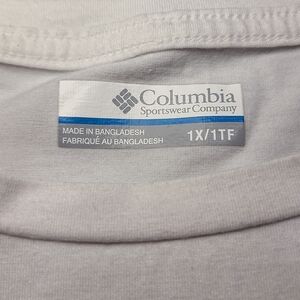 Columbia
Sportswear Company
MADE IN BANGLADESH
FABRIQUÉ AU BANGLADESH
1X/1TF